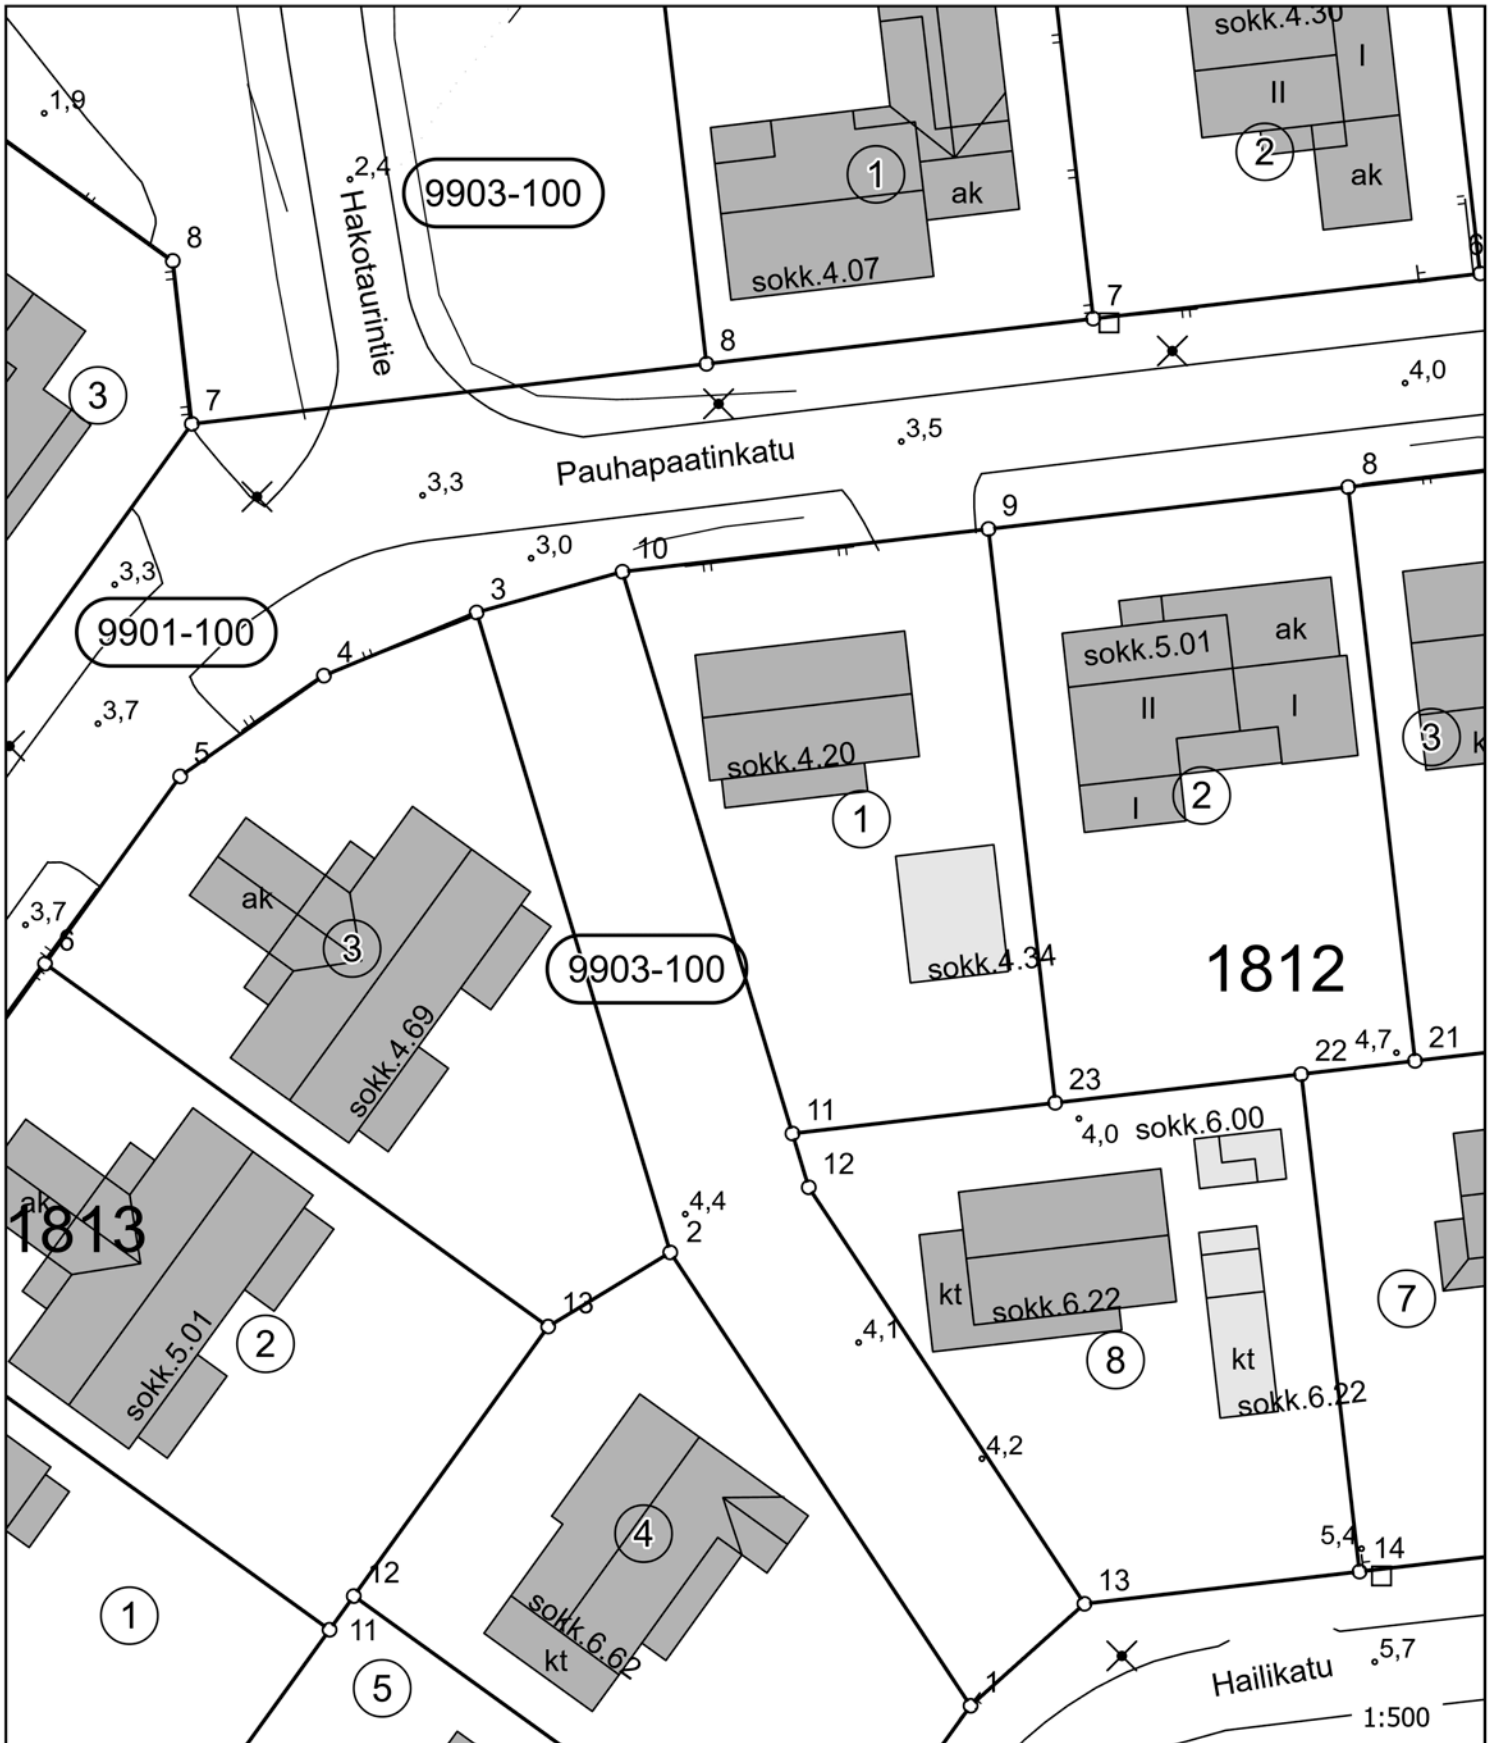 sokk.4.30
I
II
1,9
2
2,4
9903-100
1
ak
ak
Hakotaurintie
8
6
sokk.4.07
7
8
4,0
3
7
3,5
Pauhapaatinkatu
8
3,3
9
10
3,0
3,3
3
9901-100
4
ak
sokk.5.01
II
I
3,7
3
5
sokk.4.20
2
I
1
ak
3,7
6
3
9903-100
sokk.4.34
1812
sokk.4.69
4,7
21
22
23
11
4,0
sokk.6.00
12
ak
1813
4,4
2
kt
sokk.6.22
7
13
4,1
8
kt
2
sokk.5.01
sokk.6.22
4,2
4
5,4
14
12
13
1
11
sokk.6.62
kt
5
1
Hailikatu
5,7
1:500